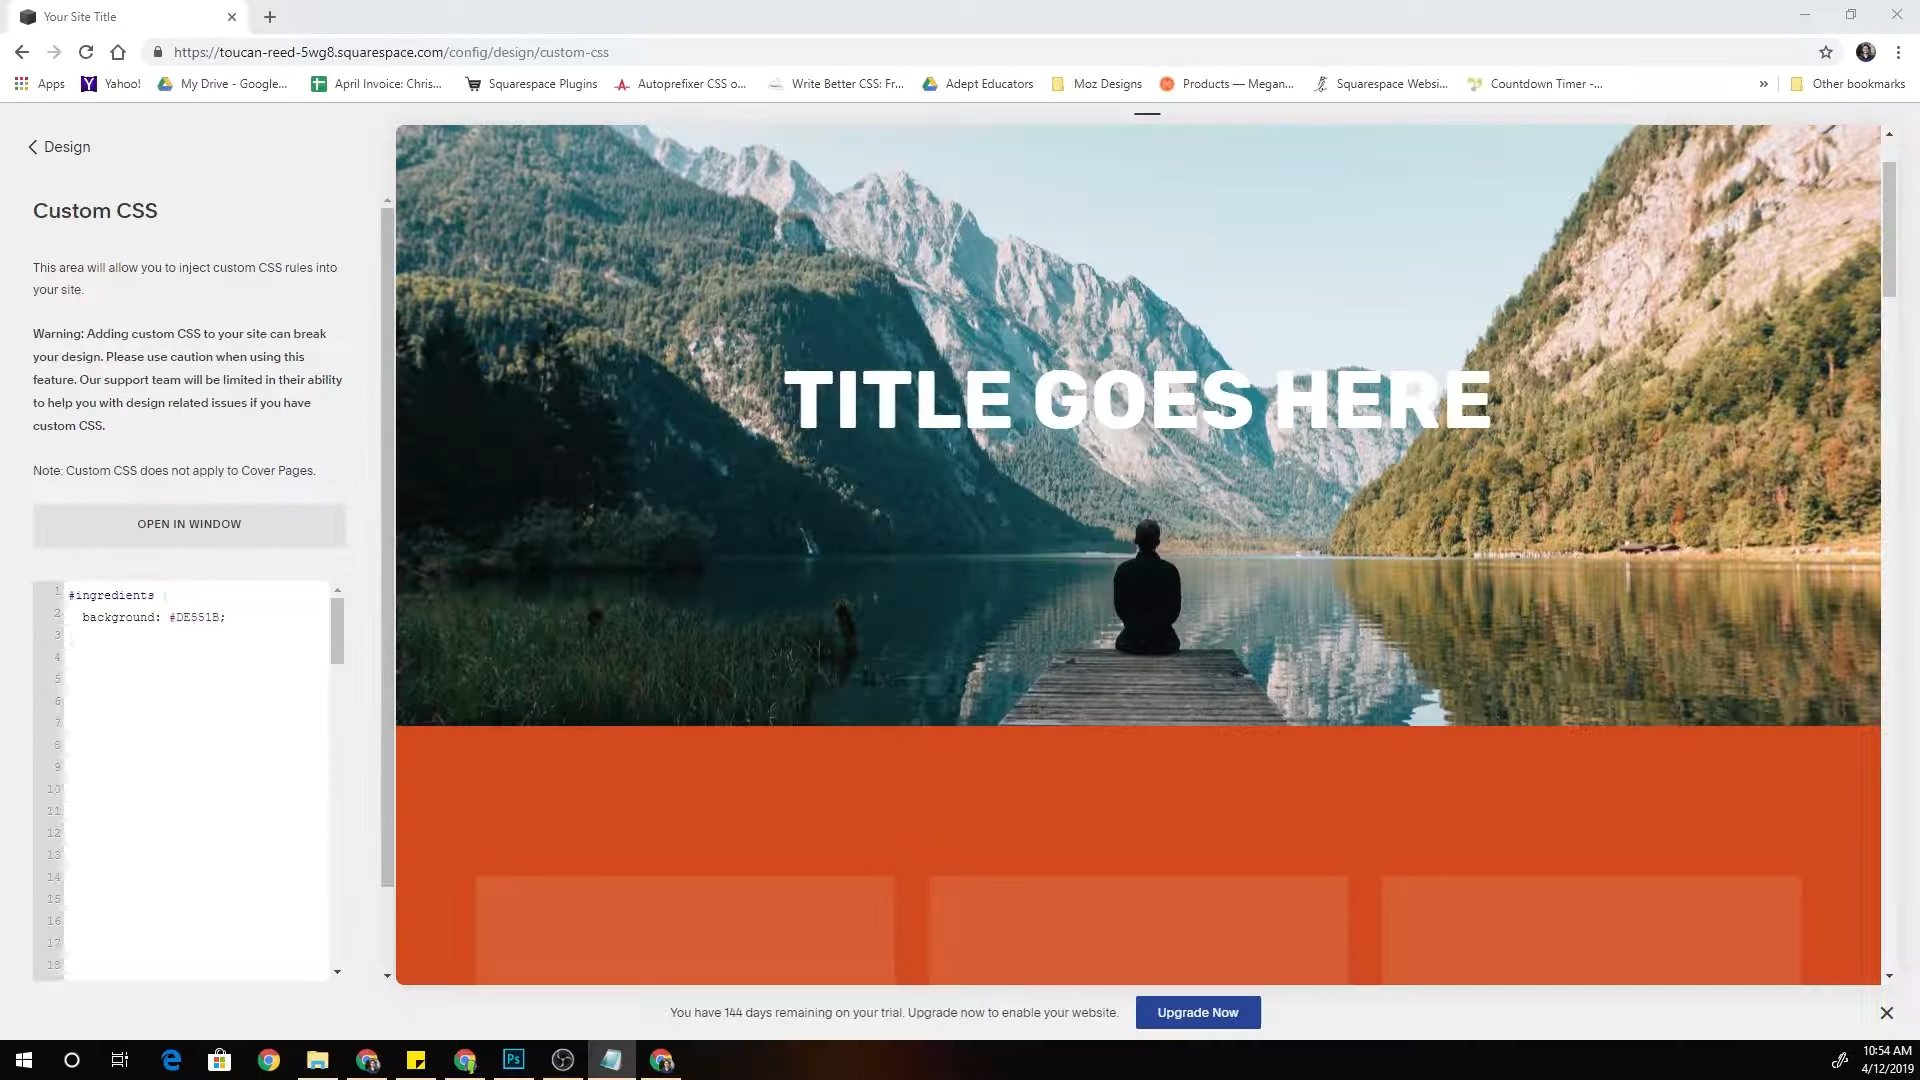 Your Site Title
https://toucan-reed-5wg8.squarespace.com/config/design/custom-css
Apps
Yahoo!
My Drive - Google...
April Invoice: Chris...
Squarespace Plugins
Autoprefixer CSS o...
Write Better CSS: Fr...
Adept Educators
Moz Designs
Products — Megan...
Squarespace Websi...
Countdown Timer -...
»
Other bookmarks
Design
Custom CSS
This area will allow you to inject custom CSS rules into
your site.
Warning: Adding custom CSS to your site can break
your design. Please use caution when using this
feature. Our support team will be limited in their ability
to help you with design related issues if you have
custom CSS.
Note: Custom CSS does not apply to Cover Pages.
OPEN IN WINDOW
1 #ingredients {
2 background: #DE551B;
3 }
4
5
6
7
8
9
10
11
12
13
14
15
16
17
18
TITLE GOES HERE
You have 144 days remaining on your trial. Upgrade now to enable your website.
Upgrade Now
Ps
10:54 AM
4/12/2019